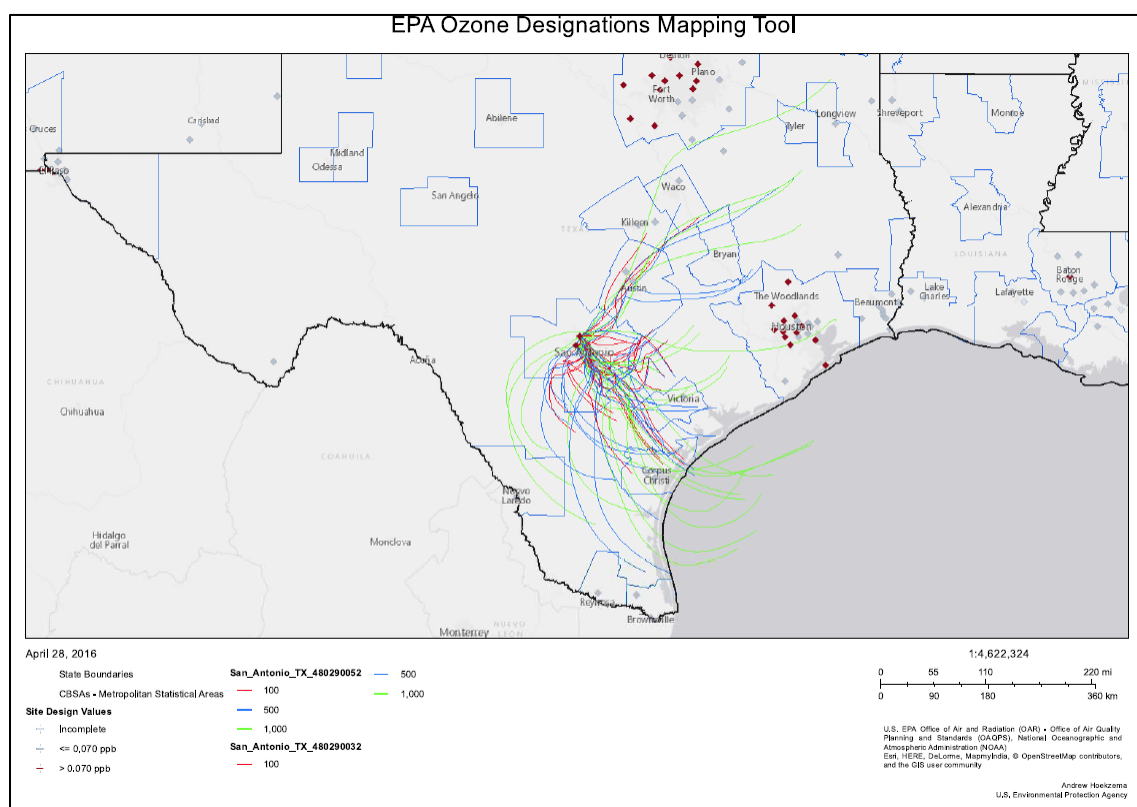 EPA Ozone Designations Mapping Tool
Plano
Fort
Worth
Cruces
Carlsbad
Abilene
Tyler
Longview
Shreveport
Monroe
Midland
Odessa
El Paso
San Angelo
Waco
Killeen
Alexandria
TEXA
LOUISIANA
Bryan
Austin
Baton
Rouge
The Woodlands
Beaumont
Lake
Charles
Lafayette
Houston
Acuña
CHIHUAHUA
Chihuahua
Victoria
COAHUILA
Corpus
Christi
Nuevo
Laredo
Hidalgo
del Parral
Monclova
Reynosa
Brownsville
NUEVO
LEON
Monterrey
April 28, 2016
State Boundaries
CBSAs - Metropolitan Statistical Areas
Site Design Values
Incomplete
<= 0.070 ppb
> 0.070 ppb
San_Antonio_TX_480290052
100
500
1,000
San_Antonio_TX_480290032
100
500
1,000
1:4,622,324
0 55 110 220 mi
0 90 180 360 km
U.S. EPA Office of Air and Radiation (OAR) - Office of Air Quality
Planning and Standards (OAQPS), National Oceanographic and
Atmospheric Administration (NOAA)
Esri, HERE, DeLorme, MapmyIndia, © OpenStreetMap contributors,
and the GIS user community
Andrew Hoekzema
U.S. Environmental Protection Agency